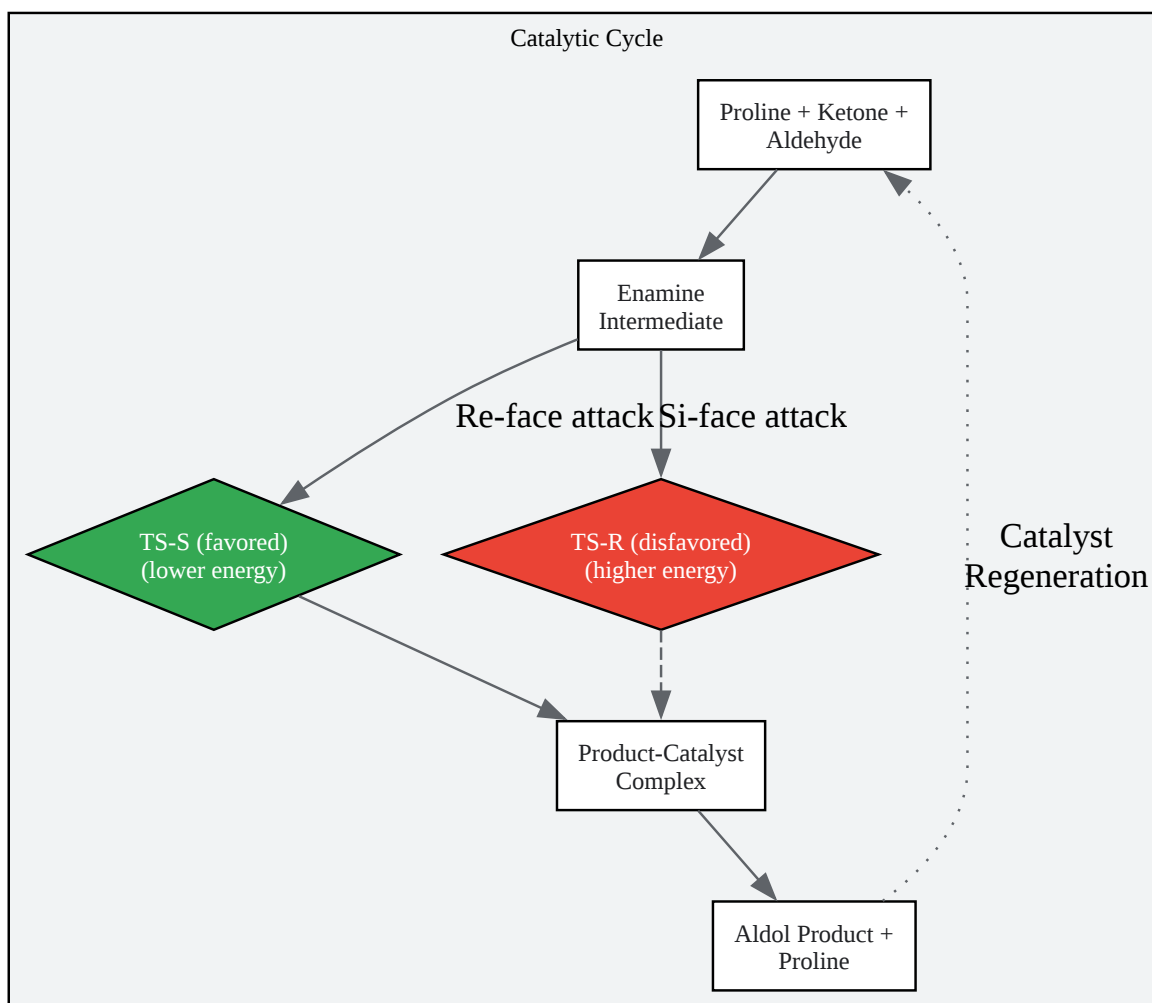 Catalytic Cycle
Proline + Ketone +
Aldehyde
Enamine
Intermediate
Re-face attack
Si-face attack
TS-S (favored)
(lower energy)
TS-R (disfavored)
(higher energy)
Catalyst
Regeneration
Product-Catalyst
Complex
Aldol Product +
Proline